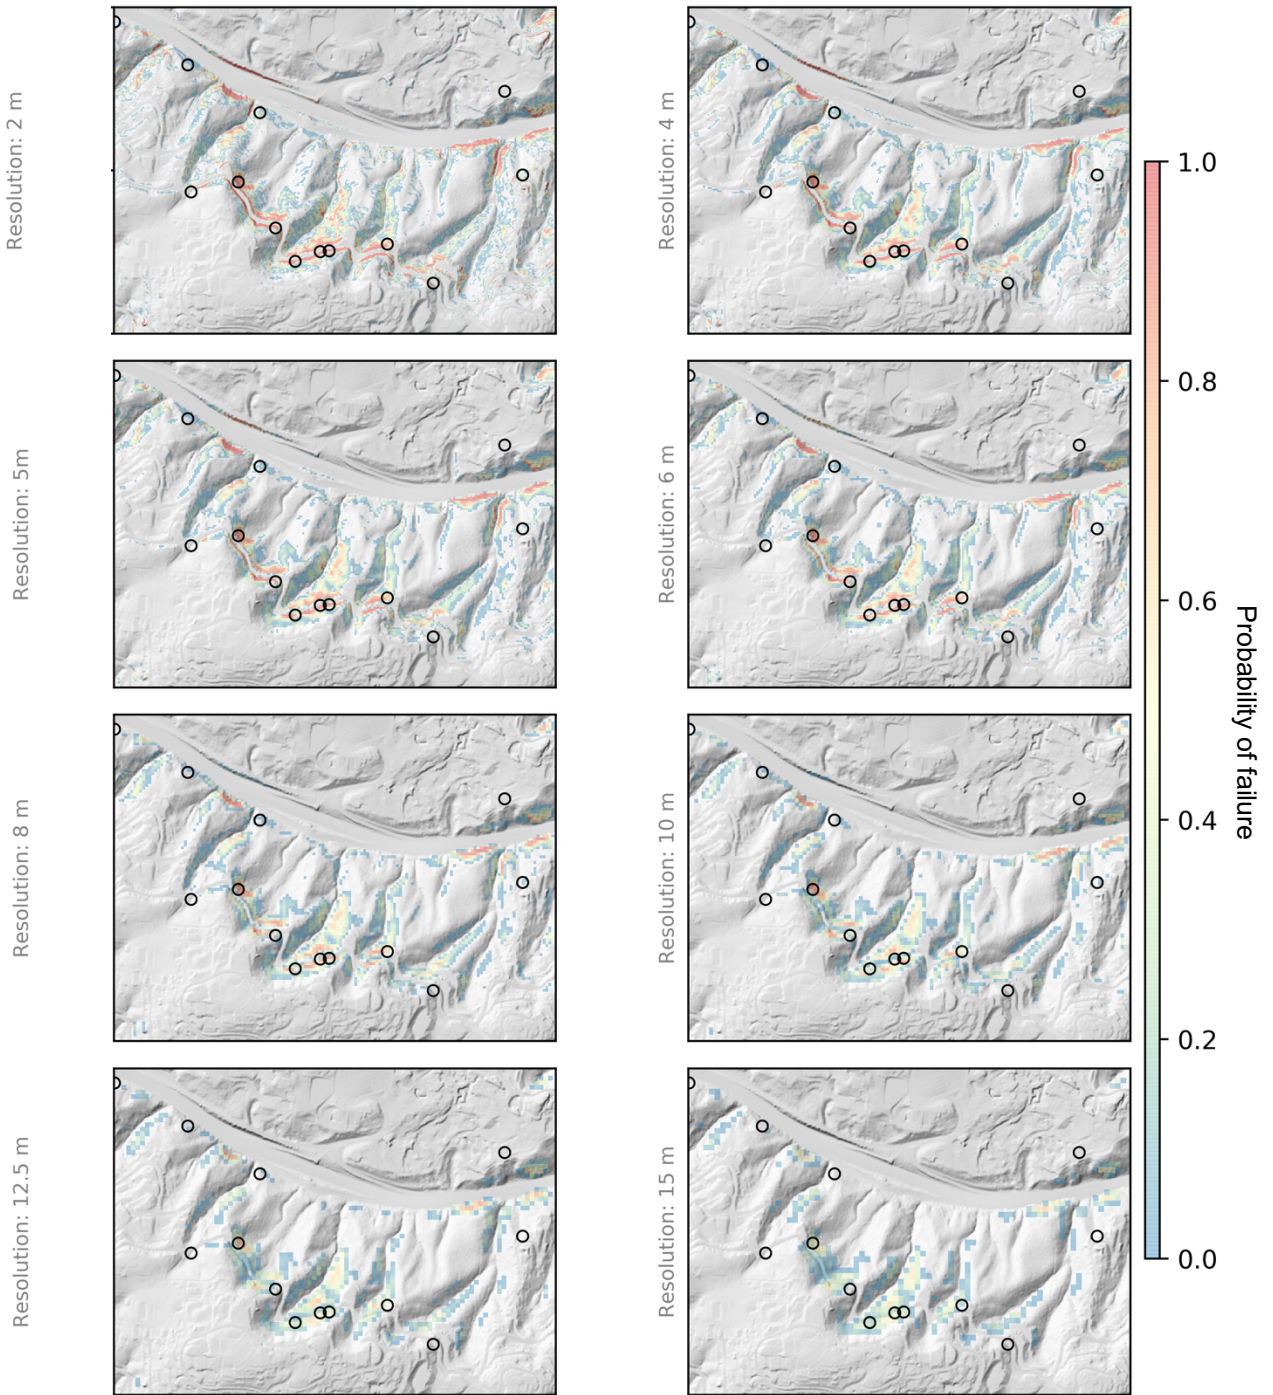 Resolution: 2 m
Resolution: 4 m
Resolution: 5m
Resolution: 6 m
Resolution: 8 m
Resolution: 10 m
Resolution: 12.5 m
Resolution: 15 m
1.0
0.8
0.6
0.4
0.2
0.0
Probability of failure